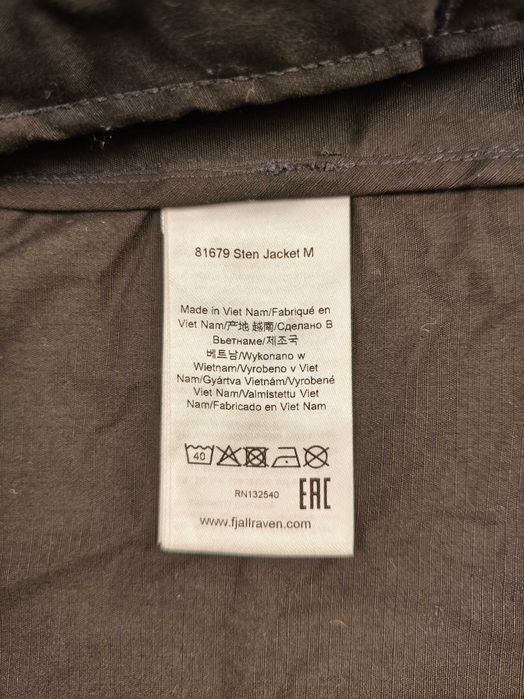 81679 Sten Jacket M
Made in Viet Nam/Fabriqué en
Viet Nam/产地 越南/Сделано В
Вьетнаме/제조국
베트남/Wykonano w
Wietnam/Vyrobeno v Viet
Nam/Gyártva Vietnám/Vyrobené
Viet Nam/Valmistettu Viet
Nam/Fabricado en Viet Nam
40
RN132540 EAC
www.fjallraven.com